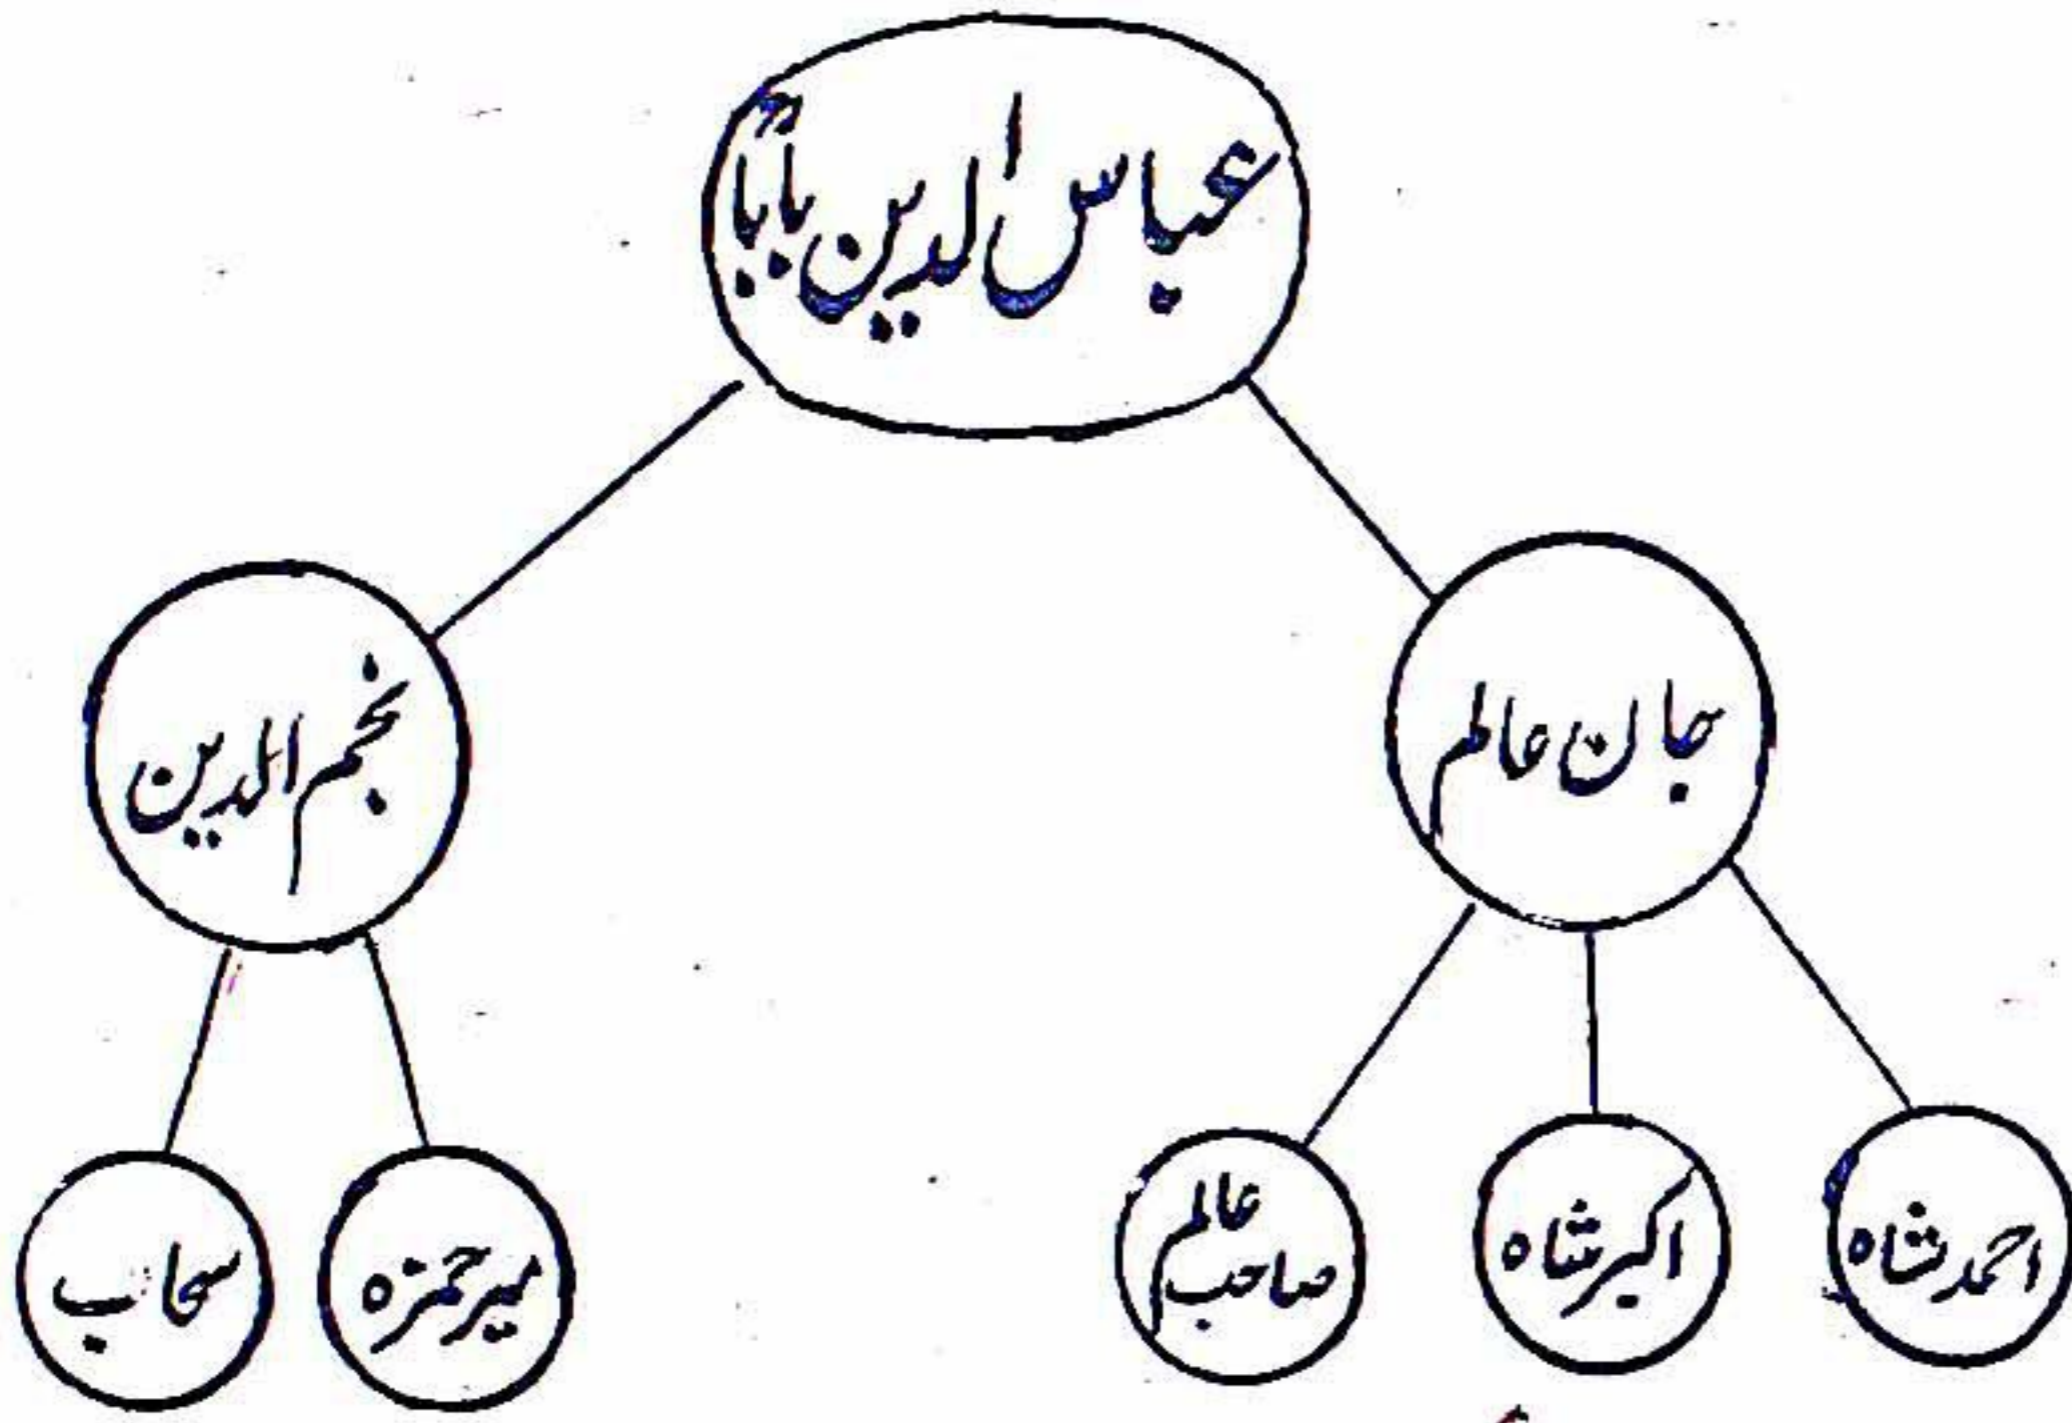 عباس الدین باباؒ
جان عالم
نجم الدین
احمد شاہ
اکبر شاہ
عالم
صاحب
میر حمزہ
سحاب